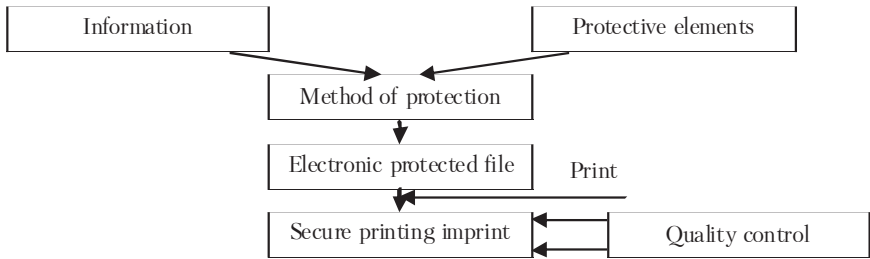 Information
Protective elements
Method of protection
Electronic protected file
Print
Secure printing imprint
Quality control